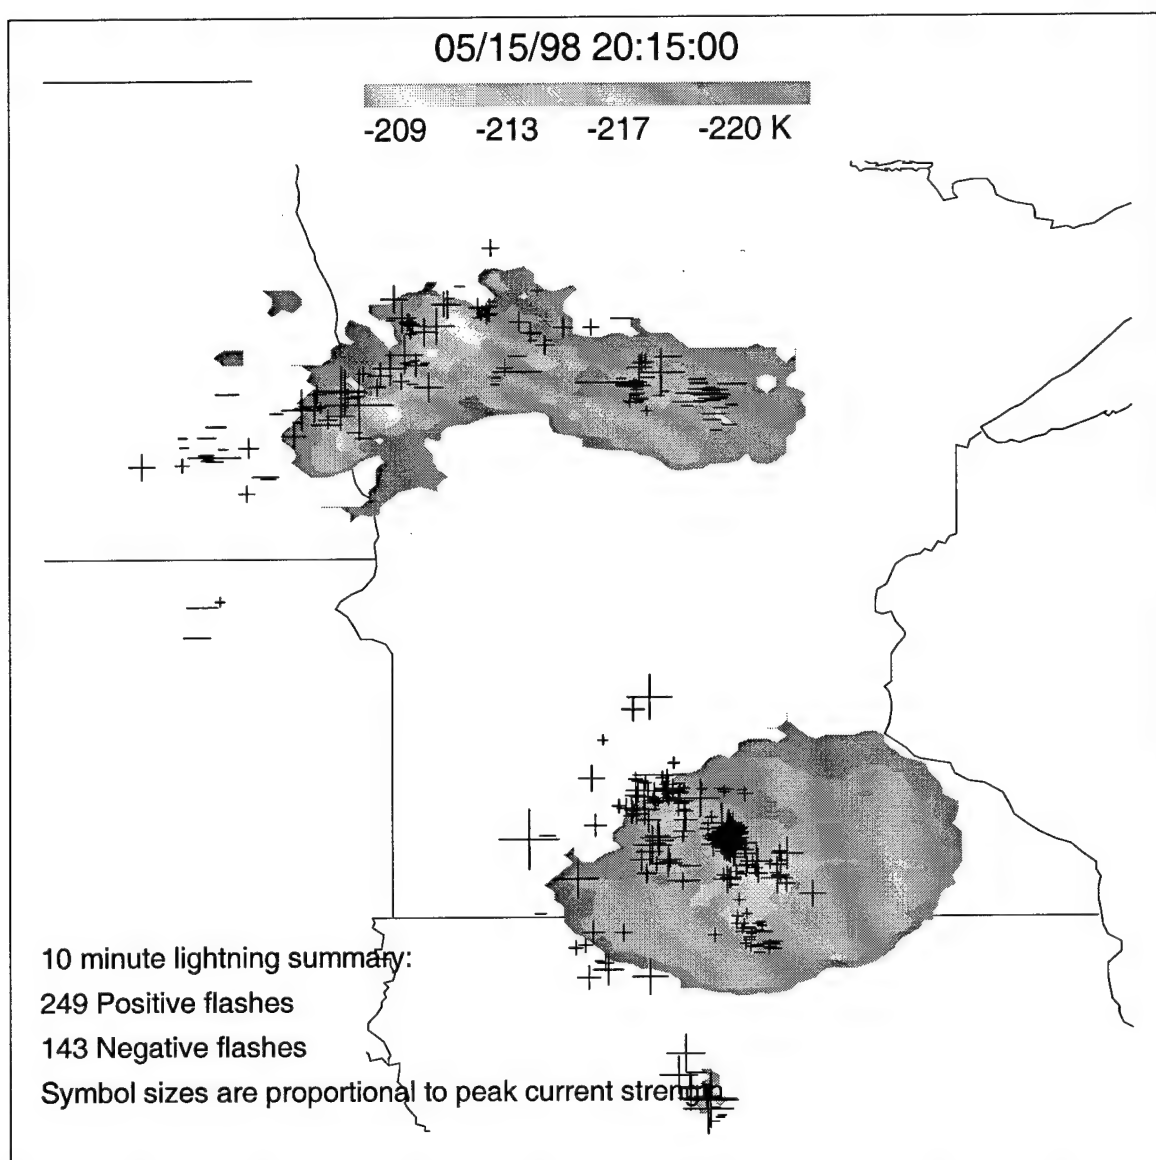 05/15/98 20:15:00
-209 -213 -217 -220 K
10 minute lightning summary:
249 Positive flashes
143 Negative flashes
Symbol sizes are proportional to peak current strength